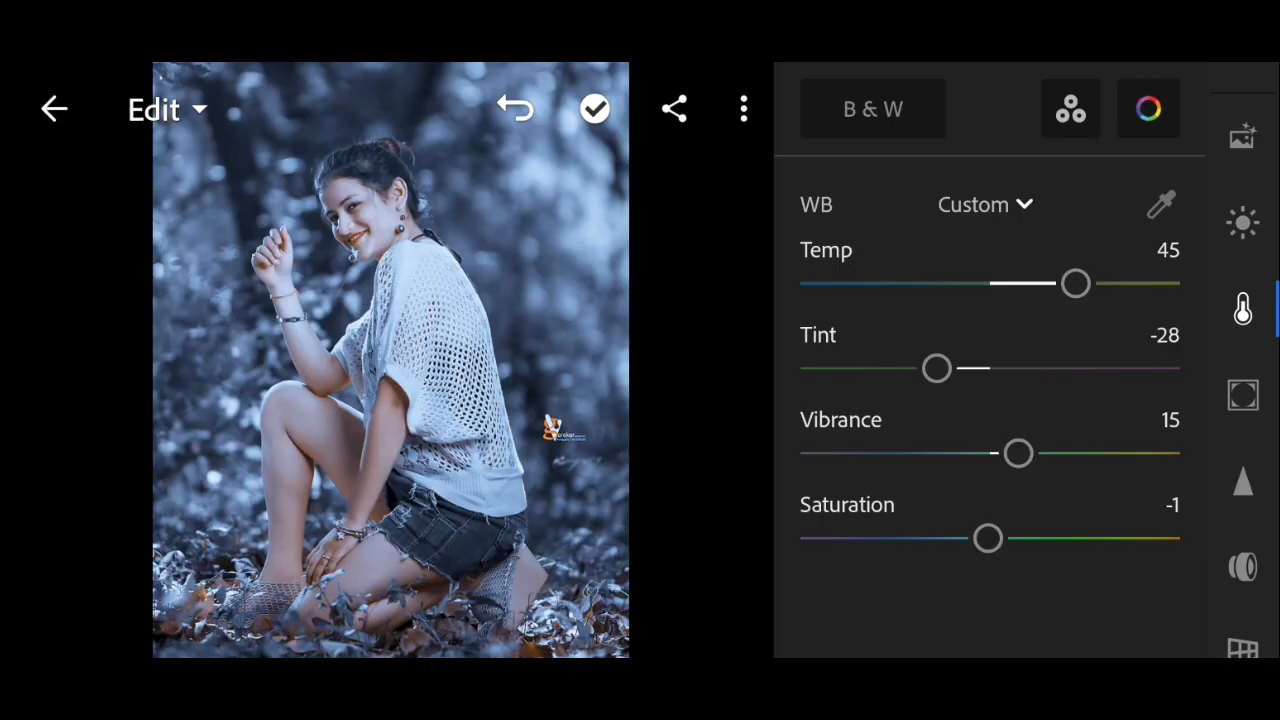 Edit
B & W
WB Custom
Temp 45
Tint -28
Vibrance 15
Saturation -1